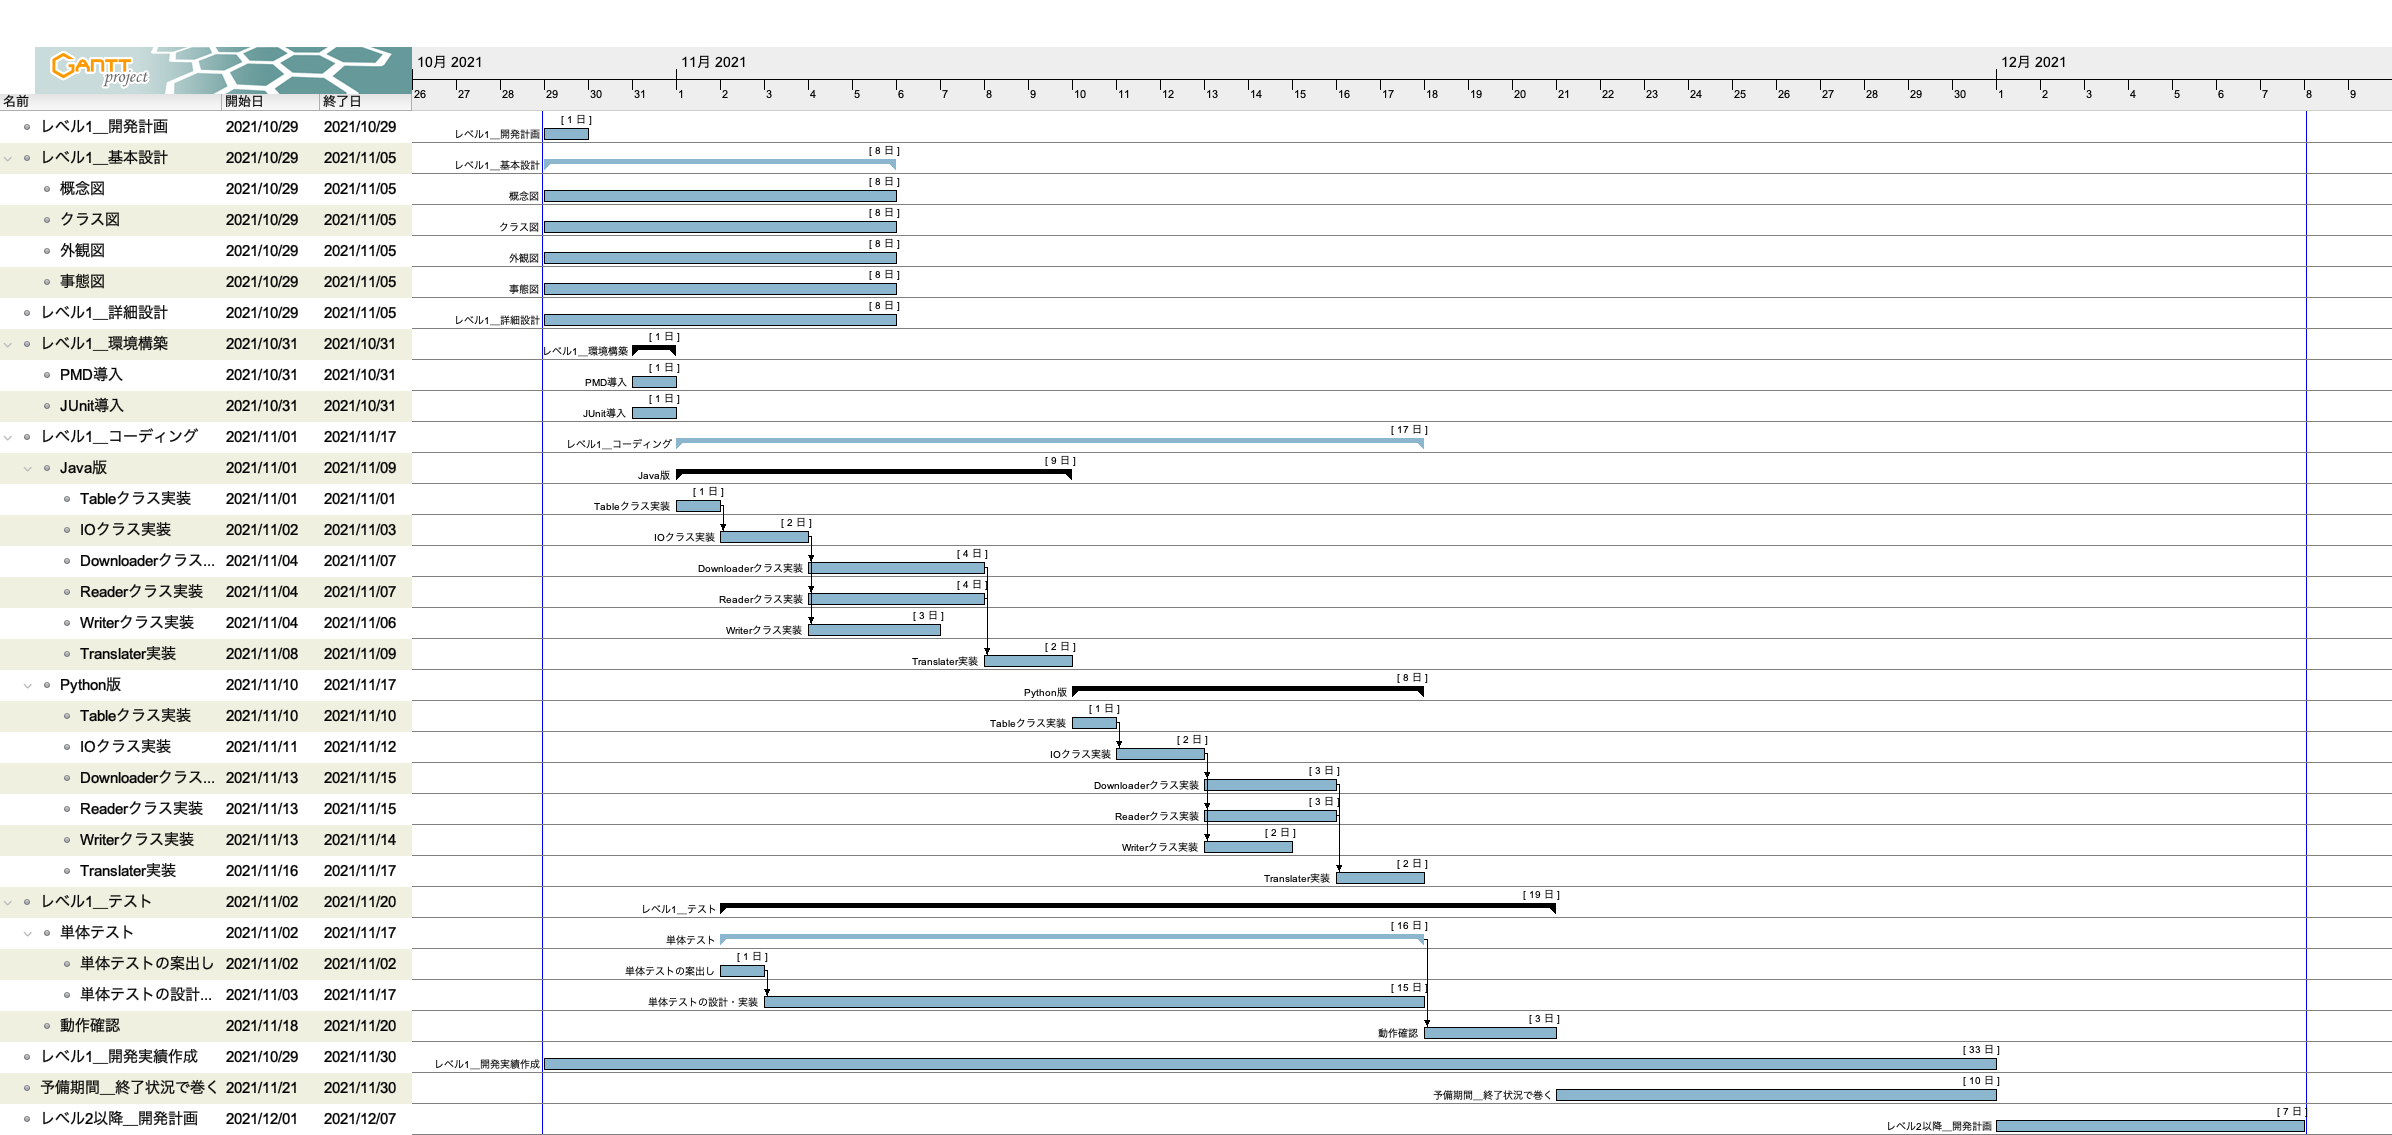 GANTT project
10月 2021 11月 2021 12月 2021
26 27 28 29 30 31 1 2 3 4 5 6 7 8 9 10 11 12 13 14 15 16 17 18 19 20 21 22 23 24 25 26 27 28 29 30 1 2 3 4 5 6 7 8 9
名前 開始日 終了日
レベル1__開発計画 2021/10/29 2021/10/29 レベル1__開発計画 [ 1 日 ]
レベル1__基本設計 2021/10/29 2021/11/05 レベル1__基本設計 [ 8 日 ]
概念図 2021/10/29 2021/11/05 概念図 [ 8 日 ]
クラス図 2021/10/29 2021/11/05 クラス図 [ 8 日 ]
外観図 2021/10/29 2021/11/05 外観図 [ 8 日 ]
事態図 2021/10/29 2021/11/05 事態図 [ 8 日 ]
レベル1__詳細設計 2021/10/29 2021/11/05 レベル1__詳細設計 [ 8 日 ]
レベル1__環境構築 2021/10/31 2021/10/31 レベル1__環境構築 [ 1 日 ]
PMD導入 2021/10/31 2021/10/31 PMD導入 [ 1 日 ]
JUnit導入 2021/10/31 2021/10/31 JUnit導入 [ 1 日 ]
レベル1__コーディング 2021/11/01 2021/11/17 レベル1__コーディング [ 17 日 ]
Java版 2021/11/01 2021/11/09 Java版 [ 9 日 ]
Tableクラス実装 2021/11/01 2021/11/01 Tableクラス実装 [ 1 日 ]
IOクラス実装 2021/11/02 2021/11/03 IOクラス実装 [ 2 日 ]
Downloaderクラス... 2021/11/04 2021/11/07 Downloaderクラス実装 [ 4 日 ]
Readerクラス実装 2021/11/04 2021/11/07 Readerクラス実装 [ 4 日 ]
Writerクラス実装 2021/11/04 2021/11/06 Writerクラス実装 [ 3 日 ]
Translater実装 2021/11/08 2021/11/09 Translater実装 [ 2 日 ]
Python版 2021/11/10 2021/11/17 Python版 [ 8 日 ]
Tableクラス実装 2021/11/10 2021/11/10 Tableクラス実装 [ 1 日 ]
IOクラス実装 2021/11/11 2021/11/12 IOクラス実装 [ 2 日 ]
Downloaderクラス... 2021/11/13 2021/11/15 Downloaderクラス実装 [ 3 日 ]
Readerクラス実装 2021/11/13 2021/11/15 Readerクラス実装 [ 3 日 ]
Writerクラス実装 2021/11/13 2021/11/14 Writerクラス実装 [ 2 日 ]
Translater実装 2021/11/16 2021/11/17 Translater実装 [ 2 日 ]
レベル1__テスト 2021/11/02 2021/11/20 レベル1__テスト [ 19 日 ]
単体テスト 2021/11/02 2021/11/17 単体テスト [ 16 日 ]
単体テストの案出し 2021/11/02 2021/11/02 単体テストの案出し [ 1 日 ]
単体テストの設計... 2021/11/03 2021/11/17 単体テストの設計・実装 [ 15 日 ]
動作確認 2021/11/18 2021/11/20 動作確認 [ 3 日 ]
レベル1__開発実績作成 2021/10/29 2021/11/30 レベル1__開発実績作成 [ 33 日 ]
予備期間__終了状況で巻く 2021/11/21 2021/11/30 予備期間__終了状況で巻く [ 10 日 ]
レベル2以降__開発計画 2021/12/01 2021/12/07 レベル2以降__開発計画 [ 7 日 ]